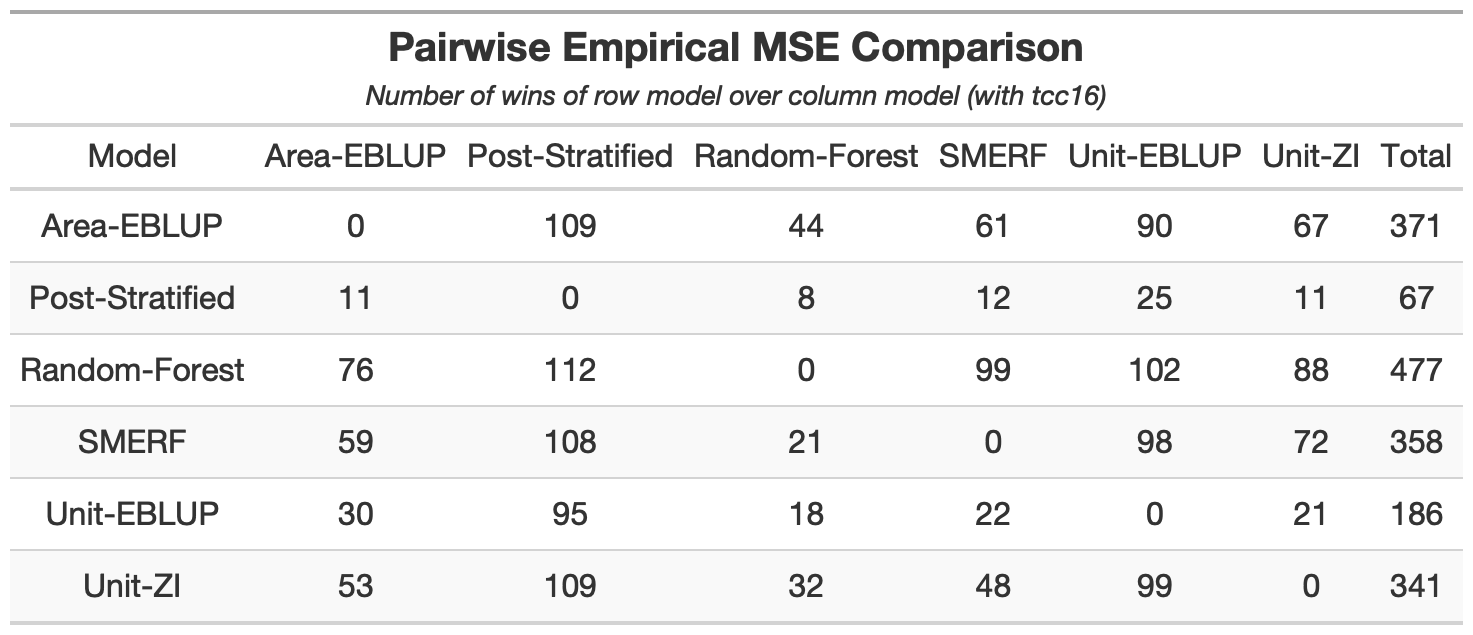 Pairwise Empirical MSE Comparison
Number of wins of row model over column model (with tcc16)
Model Area-EBLUP Post-Stratified Random-Forest SMERF Unit-EBLUP Unit-ZI Total
Area-EBLUP 0 109 44 61 90 67 371
Post-Stratified 11 0 8 12 25 11 67
Random-Forest 76 112 0 99 102 88 477
SMERF 59 108 21 0 98 72 358
Unit-EBLUP 30 95 18 22 0 21 186
Unit-ZI 53 109 32 48 99 0 341